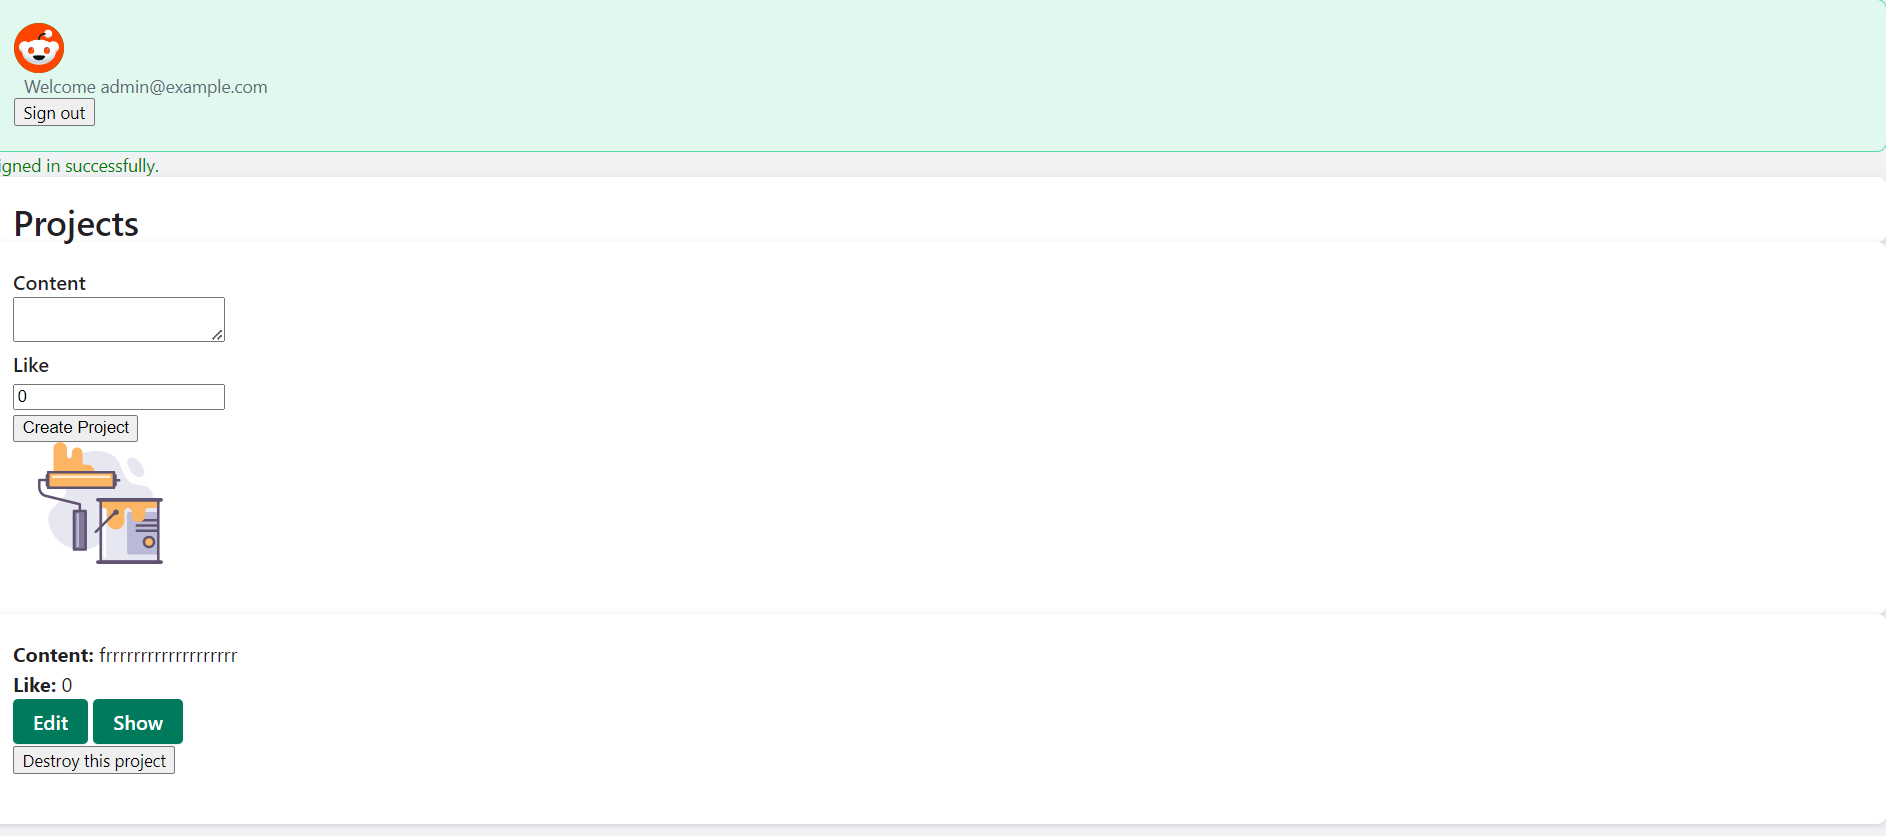 Welcome admin@example.com
Sign out
igned in successfully.
Projects
Content
Like
0
Create Project
Content: frrrrrrrrrrrrrrrrrrr
Like: 0
Edit Show
Destroy this project